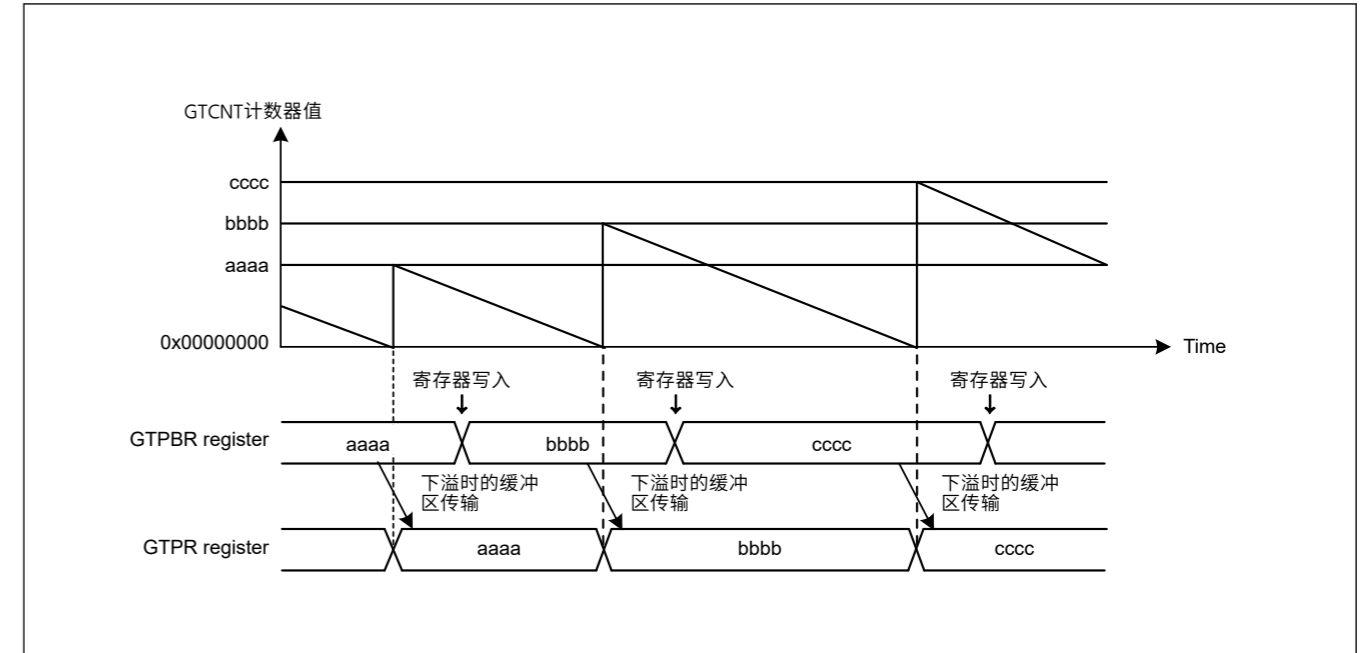 GTCNT计数器值
cccc
bbbb
aaaa
0x00000000
Time
寄存器写入
寄存器写入
寄存器写入
GTPBR register
aaaa
bbbb
cccc
下溢时的缓冲
区传输
下溢时的缓冲
区传输
下溢时的缓冲
区传输
GTPR register
aaaa
bbbb
cccc